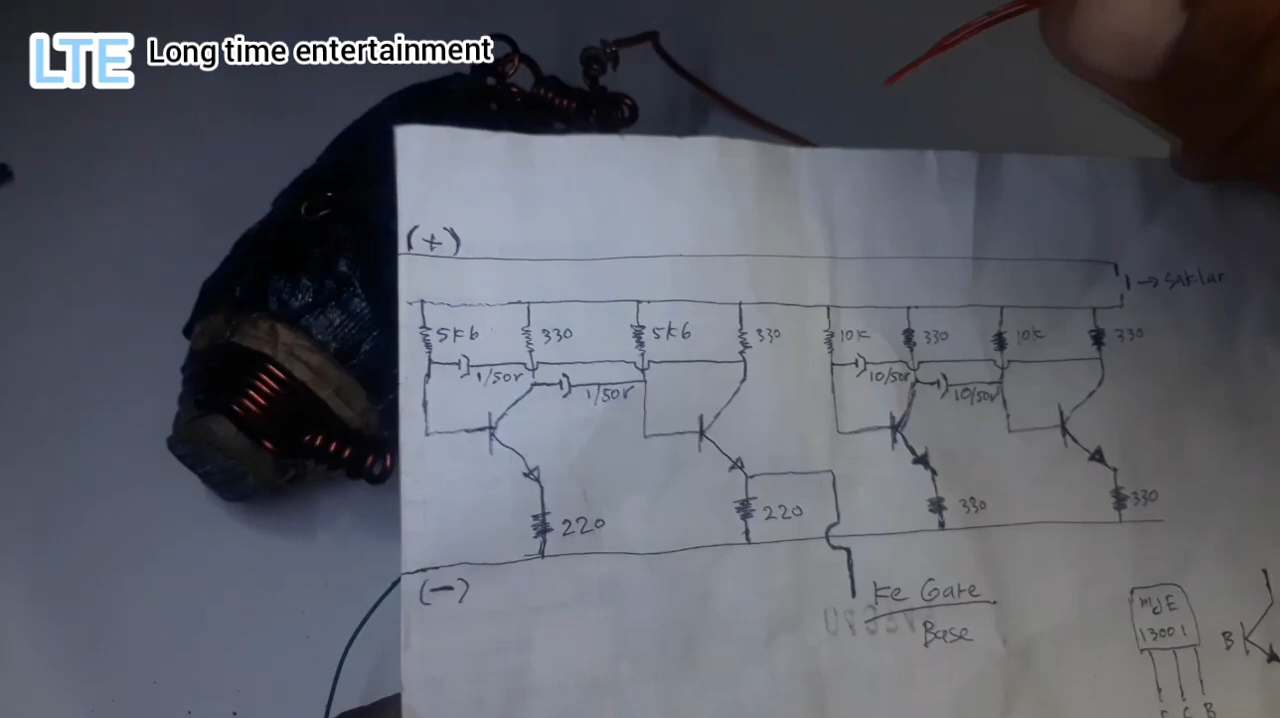 LTE Long time entertainment
(+)
1 → Saklar
5k6 330 5k6 330 10K 330 10K 330
1/50v 1/50v 10/50v 10/50v
220 220 330 330
(-)
Ke Gate
Base
MJE
13001
B
C B